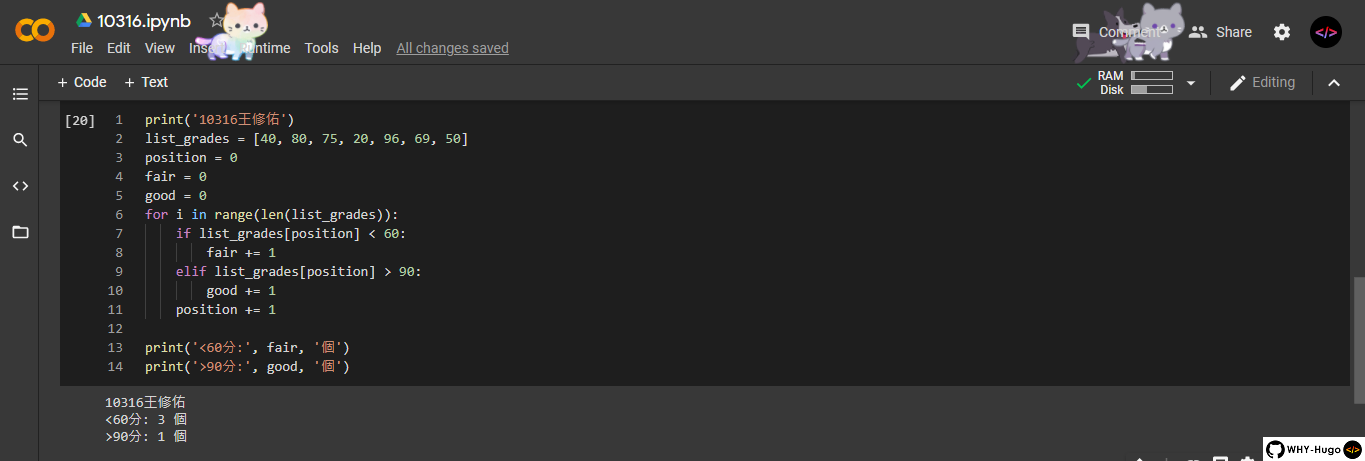 10316.ipynb
File Edit View Tools Help All changes saved
Comment Share
+ Code + Text
RAM
Disk
Editing
[20] 1 print('10316王修佑')
2 list_grades = [40, 80, 75, 20, 96, 69, 50]
3 position = 0
4 fair = 0
5 good = 0
6 for i in range(len(list_grades)):
7 if list_grades[position] < 60:
8 fair += 1
9 elif list_grades[position] > 90:
10 good += 1
11 position += 1
12
13 print('<60分:', fair, '個')
14 print('>90分:', good, '個')
10316王修佑
<60分: 3 個
>90分: 1 個
WHY-Hugo </>